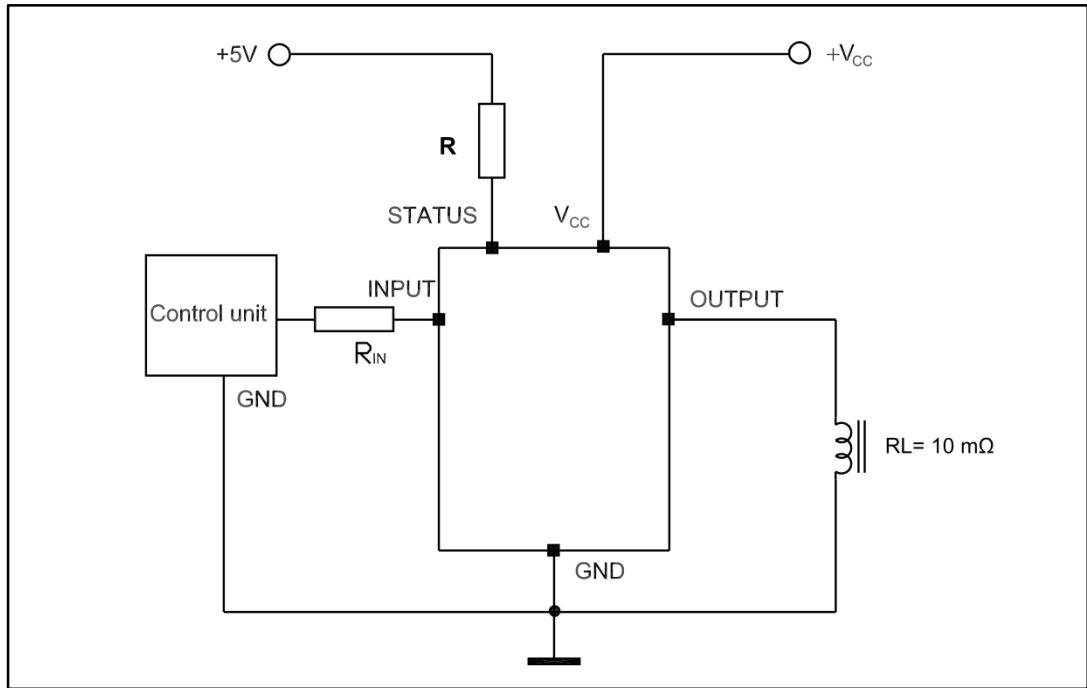 +5V
+VCC
R
STATUS
VCC
INPUT
OUTPUT
Control unit
RIN
GND
RL= 10 mΩ
GND